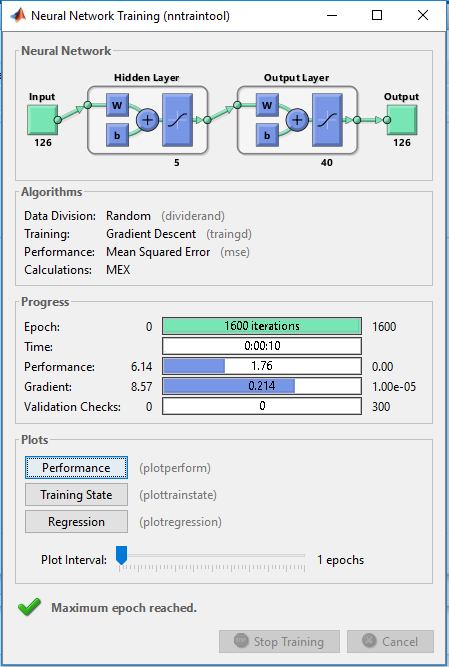 Neural Network Training (nntraintool)
Neural Network
Hidden Layer
Output Layer
Input
Output
W
b
W
b
126
126
5
40
Algorithms
Data Division: Random (dividerand)
Training: Gradient Descent (traingd)
Performance: Mean Squared Error (mse)
Calculations: MEX
Progress
Epoch: 0 1600 iterations 1600
Time: 0:00:10
Performance: 6.14 1.76 0.00
Gradient: 8.57 0.214 1.00e-05
Validation Checks: 0 0 300
Plots
Performance (plotperform)
Training State (plottrainstate)
Regression (plotregression)
Plot Interval: 1 epochs
Maximum epoch reached.
Stop Training Cancel